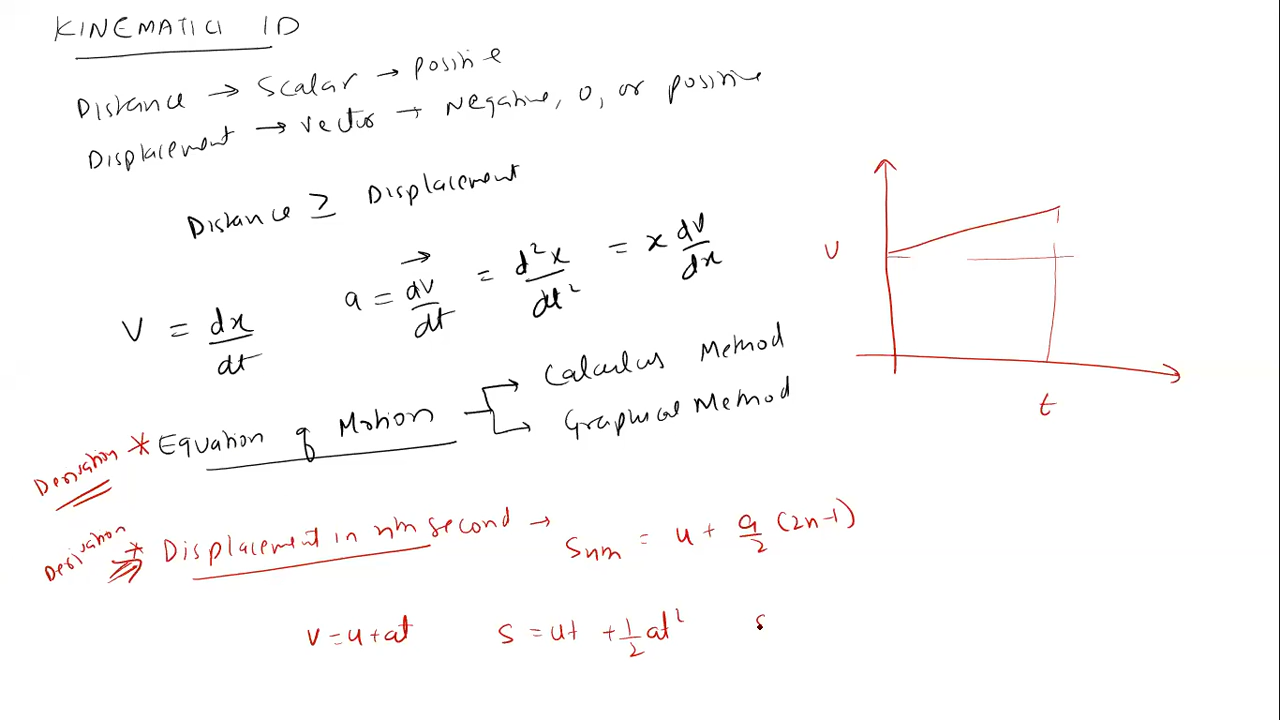 KINEMATICS 1D
Distance → Scalar → positive
Displacement → vector → Negative, 0, or positive
Distance ≥ Displacement
V = dx/dt
a = dv/dt = d²x/dt² = x dv/dx
Derivation * Equation of Motion
Calculus Method
Graphical Method
Derivation * Displacement in nth second → Snth = u + a/2 (2n-1)
v = u + at
S = ut + 1/2 at²
s
v
t